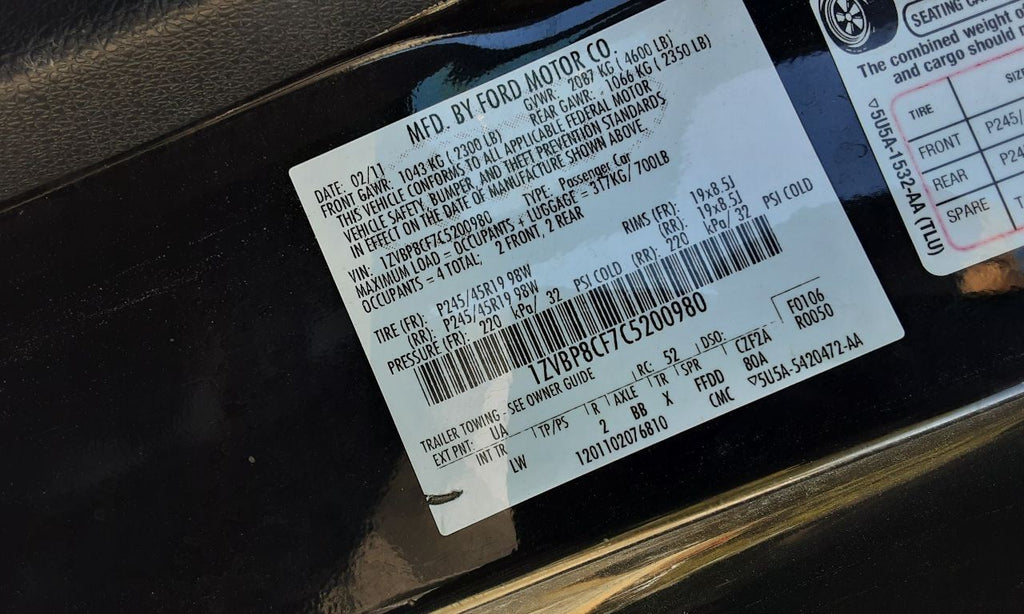 MFD. BY FORD MOTOR CO.
DATE: 02/11 GVWR: 2087 KG ( 4600 LB)
FRONT GAWR: 1043 KG ( 2300 LB) REAR GAWR: 1066 KG ( 2350 LB)
THIS VEHICLE CONFORMS TO ALL APPLICABLE FEDERAL MOTOR
VEHICLE SAFETY, BUMPER, AND THEFT PREVENTION STANDARDS
IN EFFECT ON THE DATE OF MANUFACTURE SHOWN ABOVE.
VIN: 1ZVBP8CF7C5200980 TYPE: Passenger Car
MAXIMUM LOAD = OCCUPANTS + LUGGAGE = 317KG/ 700LB
OCCUPANTS = 4 TOTAL: 2 FRONT, 2 REAR
TIRE (FR): P245/45R19 98W RIMS (FR): 19x8.5J
(RR): P245/45R19 98W (RR): 19x8.5J
PRESSURE (FR): 220 kPa/ 32 PSI COLD (RR): 220 kPa/ 32 PSI COLD
1ZVBP8CF7C5200980
TRAILER TOWING - SEE OWNER GUIDE
F0106
R0050
EXT PNT: UA RC: 52 DSO:
INT TR TP/PS R AXLE TR SPR CZF2A
LW 2 BB X FFDD 80A
1201102076810 CMC ▽5U5A-5420472-AA
SEATING
The combined weight of
and cargo should
TIRE
FRONT P245/
REAR P24
SPARE T
▽5U5A-1532-AA (TLU)